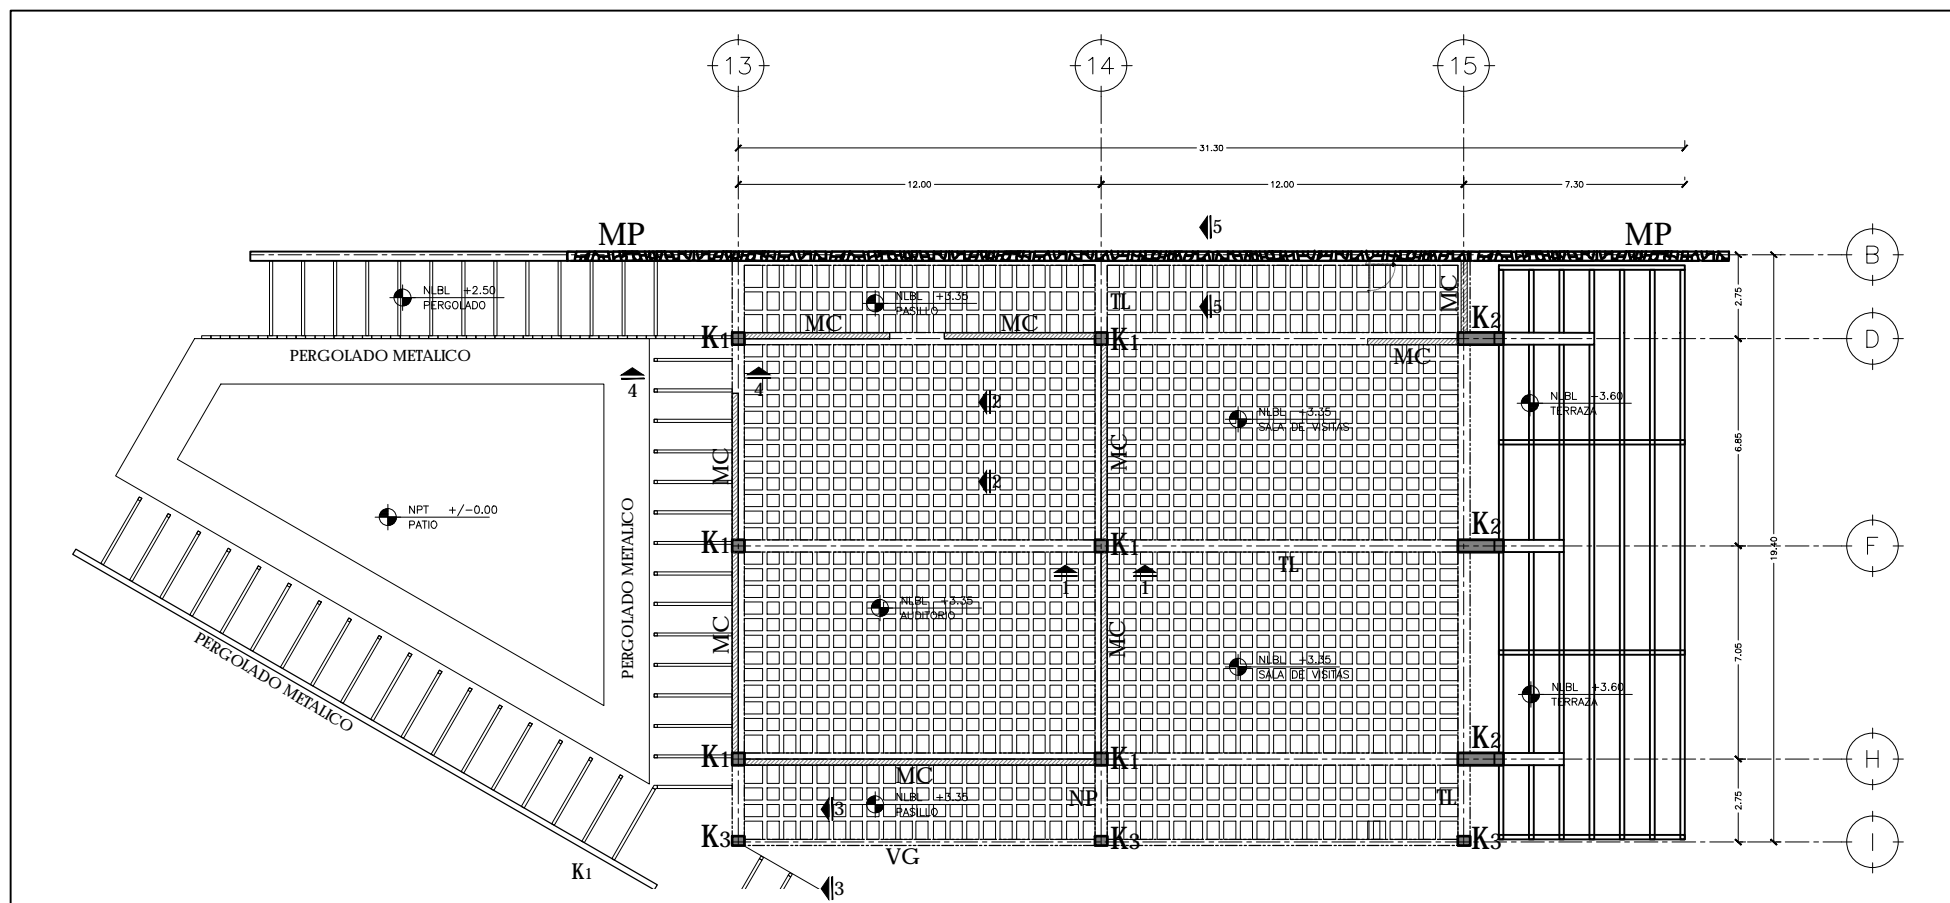 13
14
15
31.30
12.00
12.00
7.30
5
MP
MP
B
NLBL +2.50
PERGOLADO
NLBL +3.35
PASILLO
TL
5
MC
2.75
K1
MC
MC
K1
K2
D
PERGOLADO METALICO
MC
4
4
2
NLBL +3.35
SALA DE VISITAS
NLBL +3.60
TERRAZA
MC
MC
6.85
2
NPT +/-0.00
PATIO
PERGOLADO METALICO
K1
K1
K2
F
19.40
TL
1
1
NLBL +3.35
AUDITORIO
MC
MC
7.05
PERGOLADO METALICO
NLBL +3.35
SALA DE VISITAS
NLBL +3.60
TERRAZA
K1
K1
K2
H
MC
NLBL +3.35
PASILLO
NP
TL
2.75
3
K3
K3
K3
I
VG
K1
3